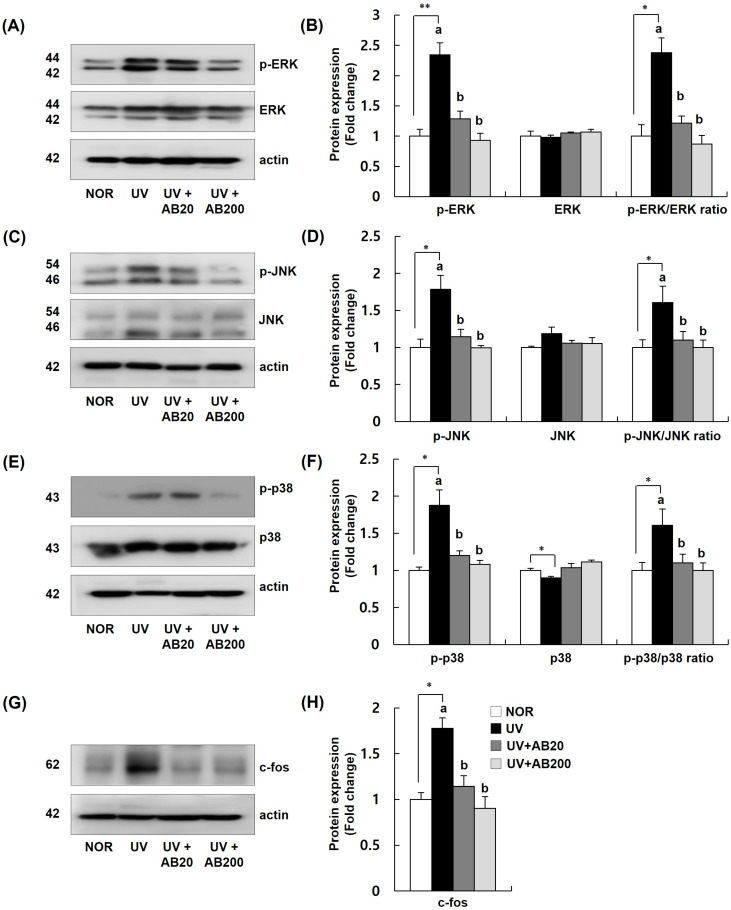 (A)
44
42
p-ERK
44
42
ERK
42
actin
NOR UV UV + AB20 UV + AB200
(B)
Protein expression
(Fold change)
3
2.5
2
1.5
1
0.5
0
** a b b
* a b b
p-ERK ERK p-ERK/ERK ratio
(C)
54
46
p-JNK
54
46
JNK
42
actin
NOR UV UV + AB20 UV + AB200
(D)
Protein expression
(Fold change)
2.5
2
1.5
1
0.5
0
* a b b
* a b b
p-JNK JNK p-JNK/JNK ratio
(E)
43
p-p38
43
p38
42
actin
NOR UV UV + AB20 UV + AB200
(F)
Protein expression
(Fold change)
2.5
2
1.5
1
0.5
0
* a b b
*
* a b b
p-p38 p38 p-p38/p38 ratio
(G)
62
c-fos
42
actin
NOR UV UV + AB20 UV + AB200
(H)
Protein expression
(Fold change)
2
2
1
1
0
* a b b
NOR
UV
UV+AB20
UV+AB200
c-fos